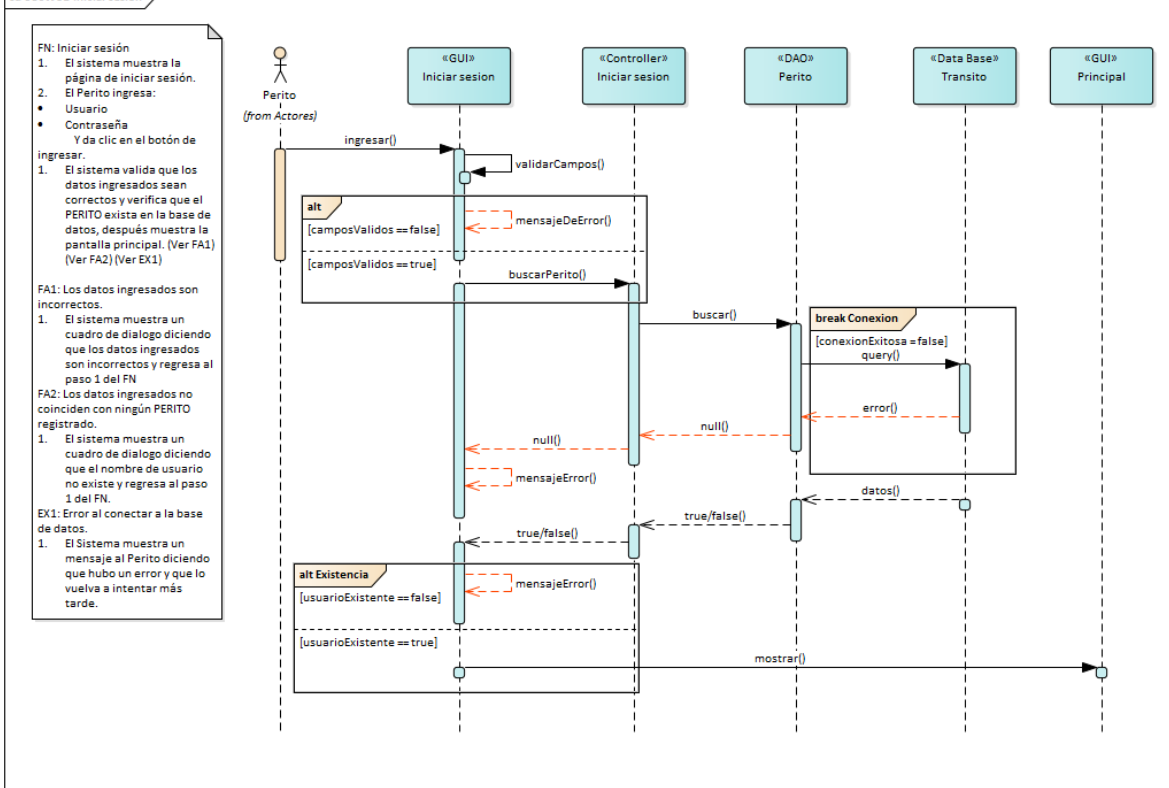 FN: Iniciar sesión
1. El sistema muestra la
página de iniciar sesión.
2. El Perito ingresa:
• Usuario
• Contraseña
Y da clic en el botón de
ingresar.
1. El sistema valida que los
datos ingresados sean
correctos y verifica que el
PERITO exista en la base de
datos, después muestra la
pantalla principal. (Ver FA1)
(Ver FA2) (Ver EX1)
FA1: Los datos ingresados son
incorrectos.
1. El sistema muestra un
cuadro de dialogo diciendo
que los datos ingresados
son incorrectos y regresa al
paso 1 del FN
FA2: Los datos ingresados no
coinciden con ningún PERITO
registrado.
1. El sistema muestra un
cuadro de dialogo diciendo
que el nombre de usuario
no existe y regresa al paso
1 del FN.
EX1: Error al conectar a la base
de datos.
1. El Sistema muestra un
mensaje al Perito diciendo
que hubo un error y que lo
vuelva a intentar más
tarde.
Perito
(from Actores)
«GUI»
Iniciar sesion
«Controller»
Iniciar sesion
«DAO»
Perito
«Data Base»
Transito
«GUI»
Principal
ingresar()
validarCampos()
alt
mensajeDeError()
[camposValidos == false]
[camposValidos == true]
buscarPerito()
buscar()
break Conexion
[conexionExitosa = false]
query()
error()
null()
null()
mensajeError()
datos()
true/false()
true/false()
alt Existencia
mensajeError()
[usuarioExistente == false]
[usuarioExistente == true]
mostrar()